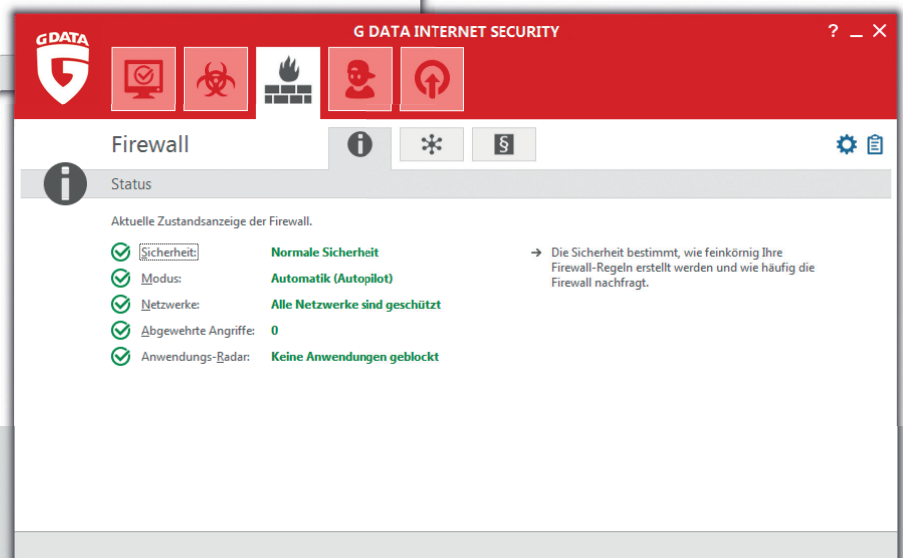 G DATA INTERNET SECURITY
? _ X
GDATA
G
Firewall
i
§
i
Status
Aktuelle Zustandsanzeige der Firewall.
Sicherheit: Normale Sicherheit
Modus: Automatik (Autopilot)
Netzwerke: Alle Netzwerke sind geschützt
Abgewehrte Angriffe: 0
Anwendungs-Radar: Keine Anwendungen geblockt
→ Die Sicherheit bestimmt, wie feinkörnig Ihre
Firewall-Regeln erstellt werden und wie häufig die
Firewall nachfragt.